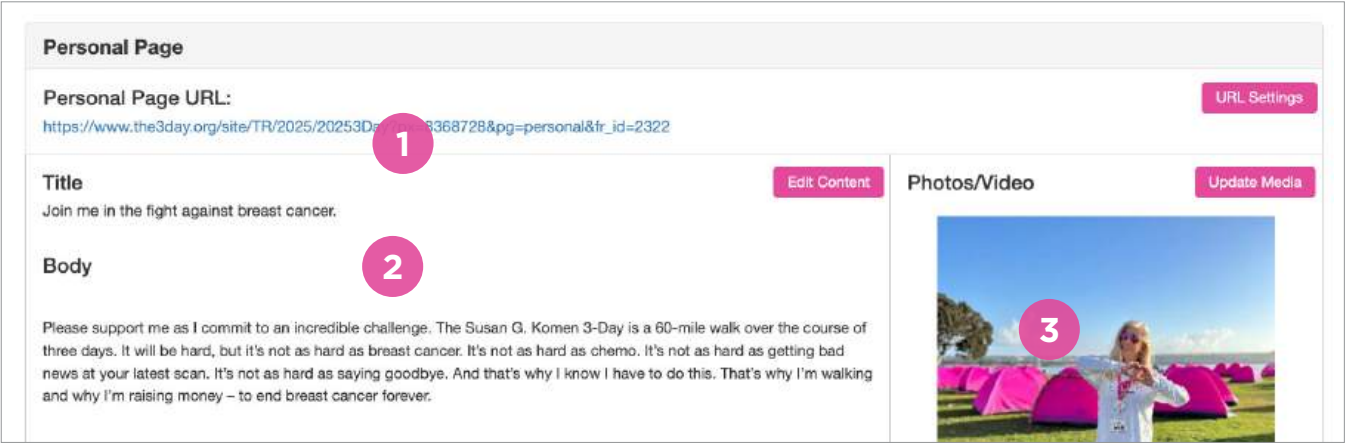 Personal Page
Personal Page URL:
URL Settings
https://www.the3day.org/site/TR/2025/20253Day 8368728&pg=personal&fr_id=2322
1
Title
Edit Content
Join me in the fight against breast cancer.
Photos/Video
Update Media
Body
2
Please support me as I commit to an incredible challenge. The Susan G. Komen 3-Day is a 60-mile walk over the course of
three days. It will be hard, but it's not as hard as breast cancer. It's not as hard as chemo. It's not as hard as getting bad
news at your latest scan. It's not as hard as saying goodbye. And that's why I know I have to do this. That's why I'm walking
and why I'm raising money – to end breast cancer forever.
3